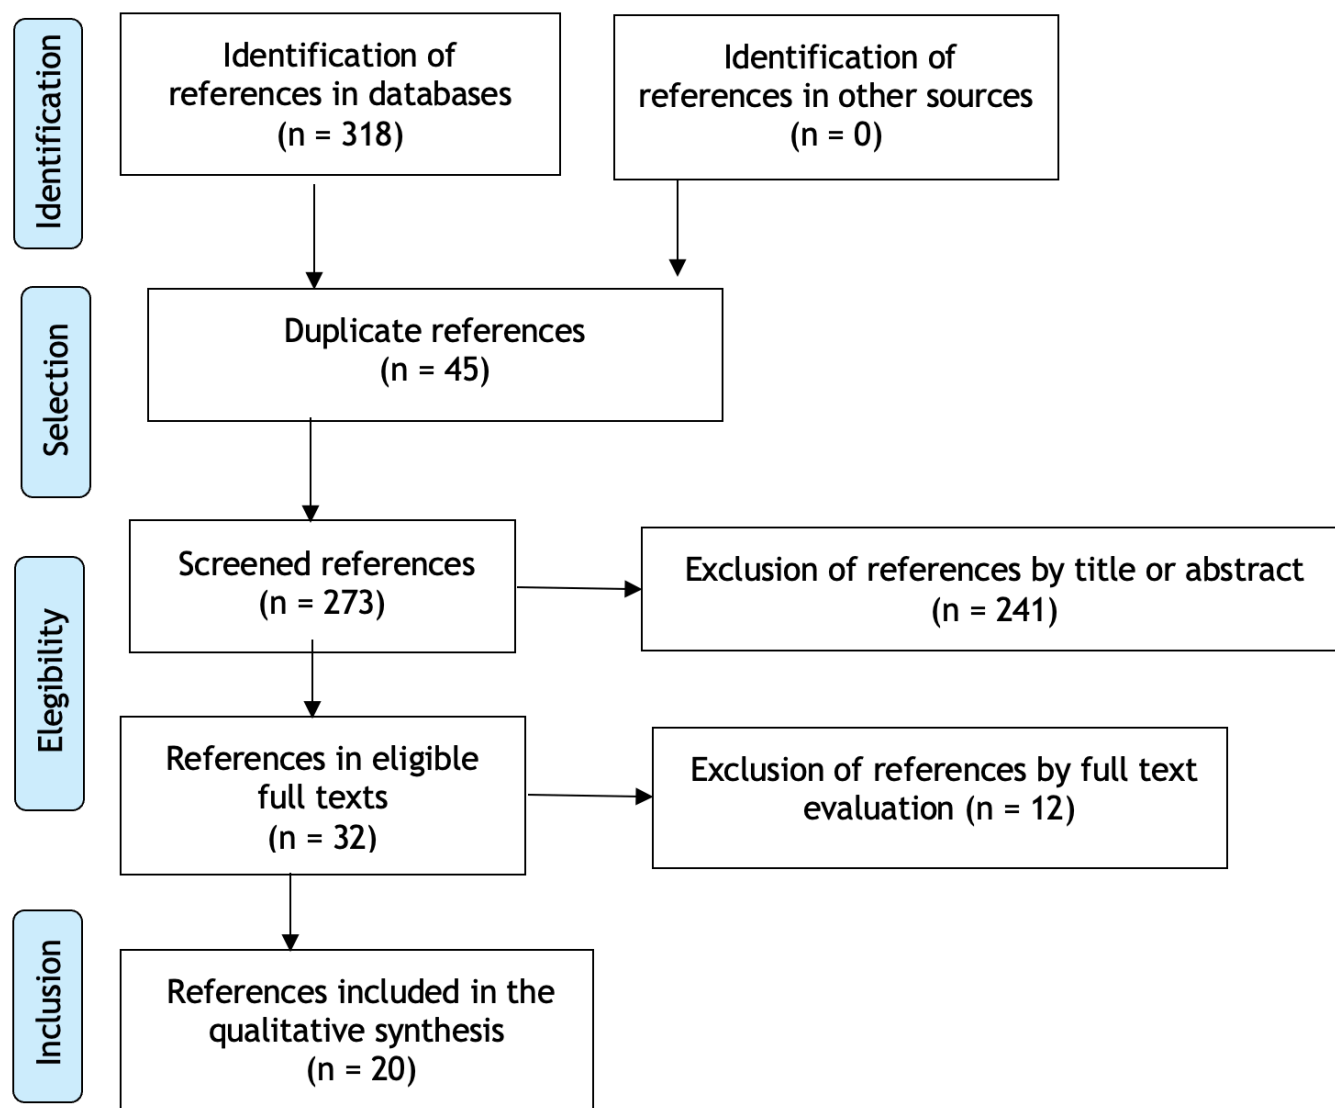 Identification
Identification of
references in databases
(n = 318)
Identification of
references in other sources
(n = 0)
Selection
Duplicate references
(n = 45)
Elegibility
Screened references
(n = 273)
Exclusion of references by title or abstract
(n = 241)
References in eligible
full texts
(n = 32)
Exclusion of references by full text
evaluation (n = 12)
Inclusion
References included in the
qualitative synthesis
(n = 20)